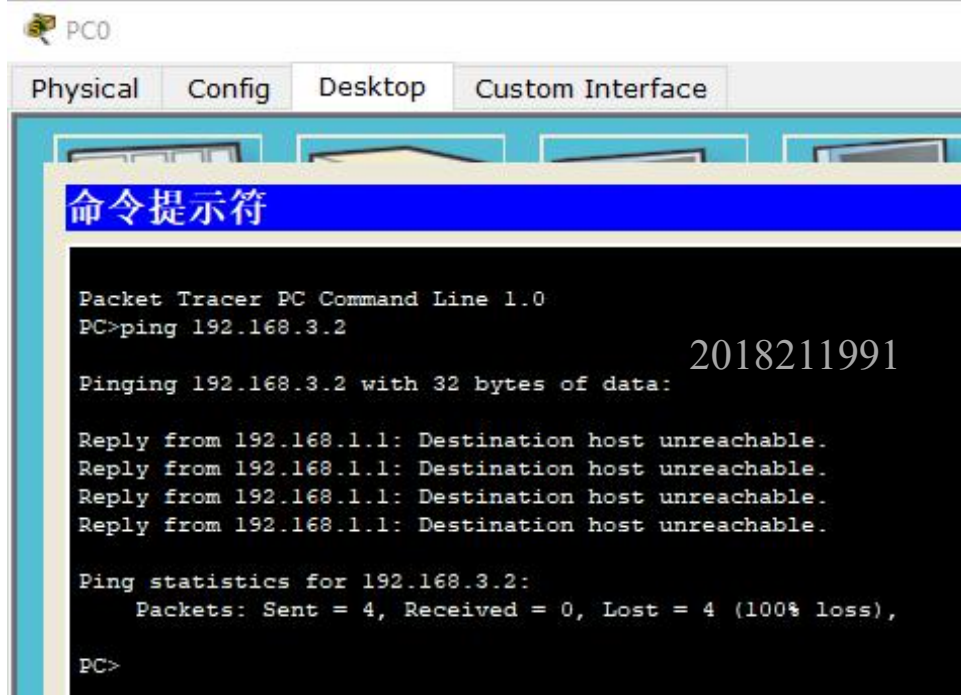 PC0
Physical Config Desktop Custom Interface
命令提示符
Packet Tracer PC Command Line 1.0
PC>ping 192.168.3.2
2018211991
Pinging 192.168.3.2 with 32 bytes of data:
Reply from 192.168.1.1: Destination host unreachable.
Reply from 192.168.1.1: Destination host unreachable.
Reply from 192.168.1.1: Destination host unreachable.
Reply from 192.168.1.1: Destination host unreachable.
Ping statistics for 192.168.3.2:
Packets: Sent = 4, Received = 0, Lost = 4 (100% loss),
PC>